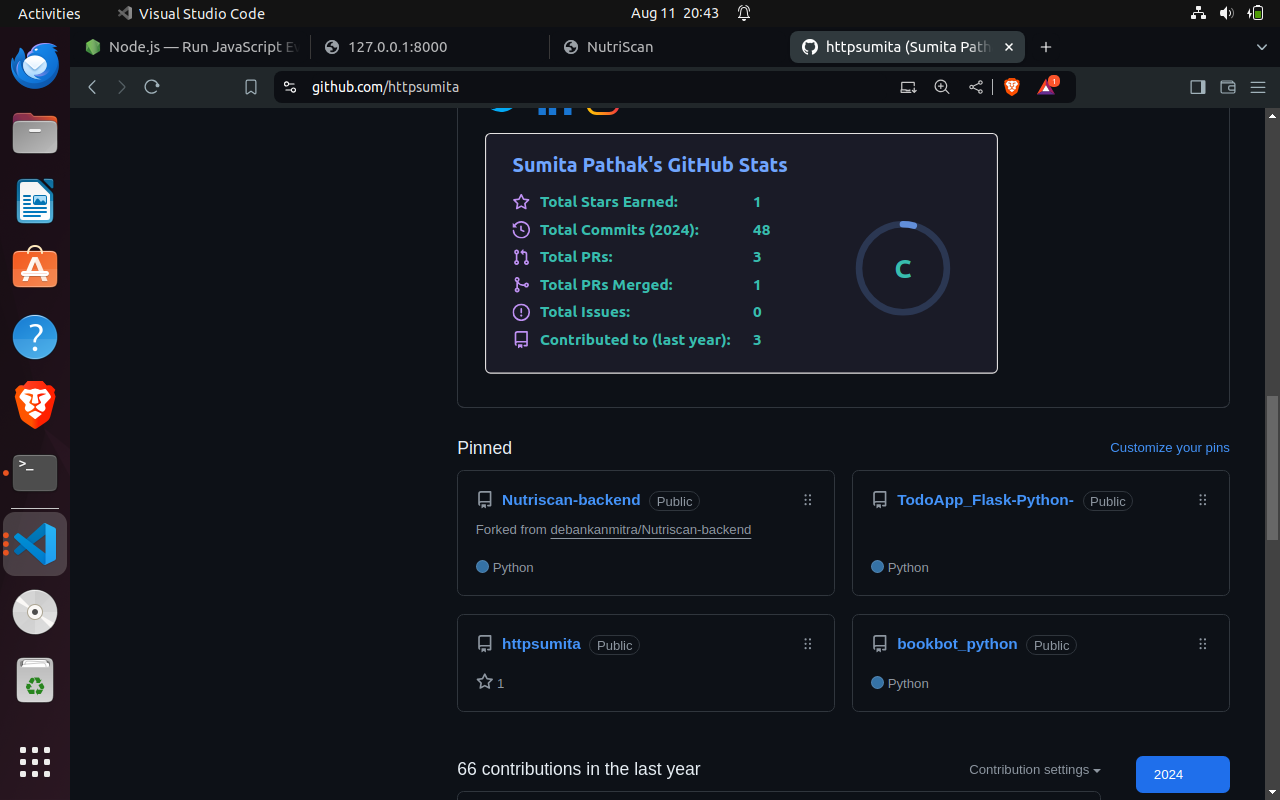 Activities Visual Studio Code Aug 11 20:43
Node.js — Run JavaScript Ev 127.0.0.1:8000 NutriScan httpsumita (Sumita Path
github.com/httpsumita 1
Sumita Pathak's GitHub Stats
Total Stars Earned: 1
Total Commits (2024): 48
Total PRs: 3
Total PRs Merged: 1
Total Issues: 0
Contributed to (last year): 3
C
Pinned Customize your pins
Nutriscan-backend Public
Forked from debankanmitra/Nutriscan-backend
Python
TodoApp_Flask-Python- Public
Python
httpsumita Public
1
bookbot_python Public
Python
66 contributions in the last year Contribution settings 2024